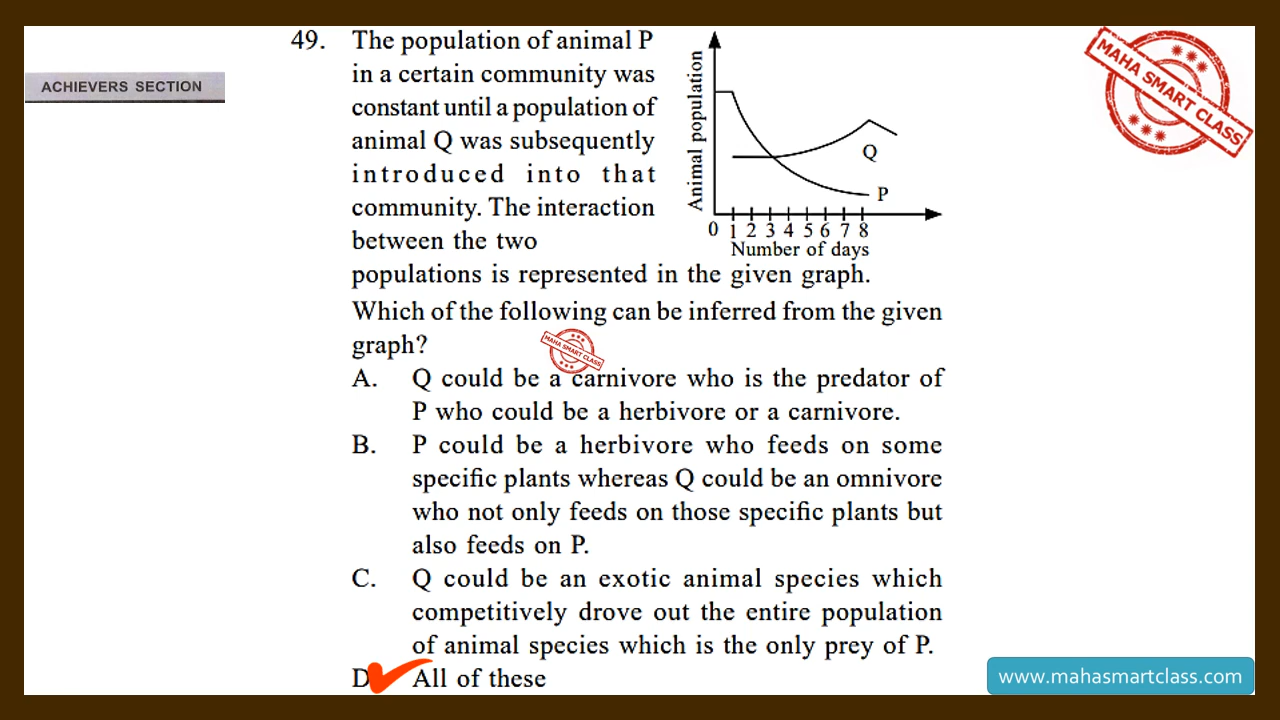 ACHIEVERS SECTION
49. The population of animal P
in a certain community was
constant until a population of
animal Q was subsequently
introduced into that
community. The interaction
between the two
populations is represented in the given graph.
Animal population
Q
P
0 1 2 3 4 5 6 7 8
Number of days
MAHA SMART CLASS
Which of the following can be inferred from the given
graph?
MAHA SMART CLASS
A. Q could be a carnivore who is the predator of
P who could be a herbivore or a carnivore.
B. P could be a herbivore who feeds on some
specific plants whereas Q could be an omnivore
who not only feeds on those specific plants but
also feeds on P.
C. Q could be an exotic animal species which
competitively drove out the entire population
of animal species which is the only prey of P.
D All of these
www.mahasmartclass.com